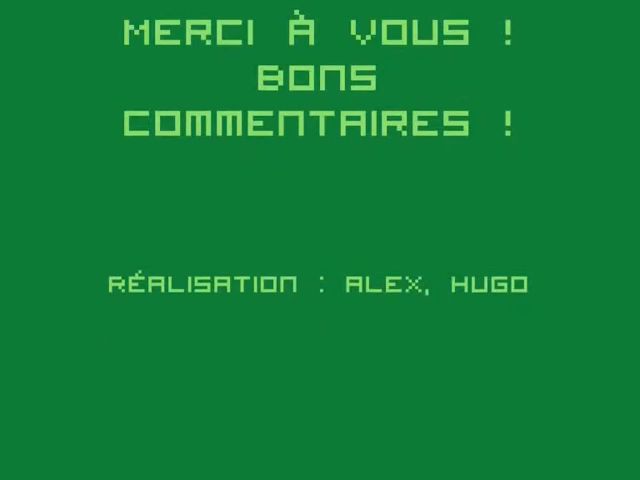 MERCI À VOUS !
BONS
COMMENTAIRES !
RÉALISATION : ALEX, HUGO